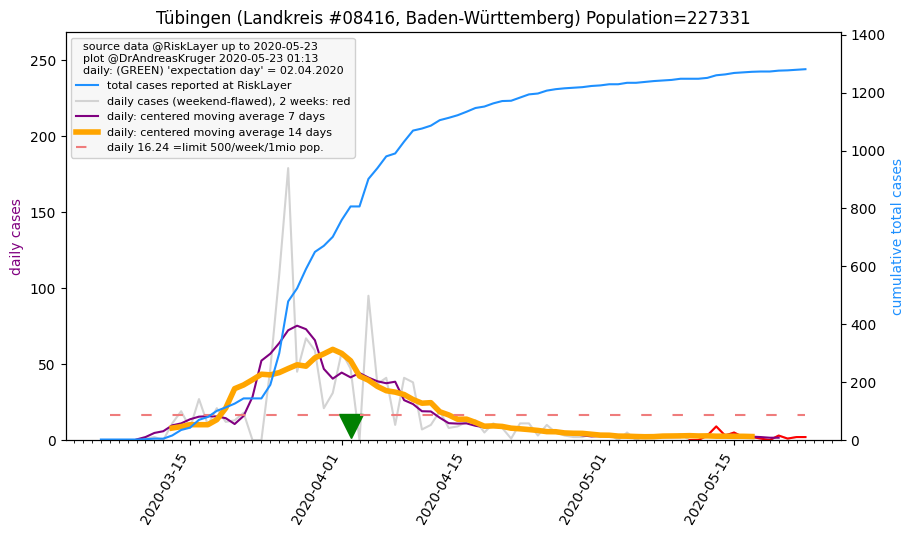 Tübingen (Landkreis #08416, Baden-Württemberg) Population=227331
source data @RiskLayer up to 2020-05-23
plot @DrAndreasKruger 2020-05-23 01:13
daily: (GREEN) 'expectation day' = 02.04.2020
total cases reported at RiskLayer
daily cases (weekend-flawed), 2 weeks: red
daily: centered moving average 7 days
daily: centered moving average 14 days
daily 16.24 =limit 500/week/1mio pop.
daily cases
250
200
150
100
50
0
cumulative total cases
1400
1200
1000
800
600
400
200
0
2020-03-15
2020-04-01
2020-04-15
2020-05-01
2020-05-15